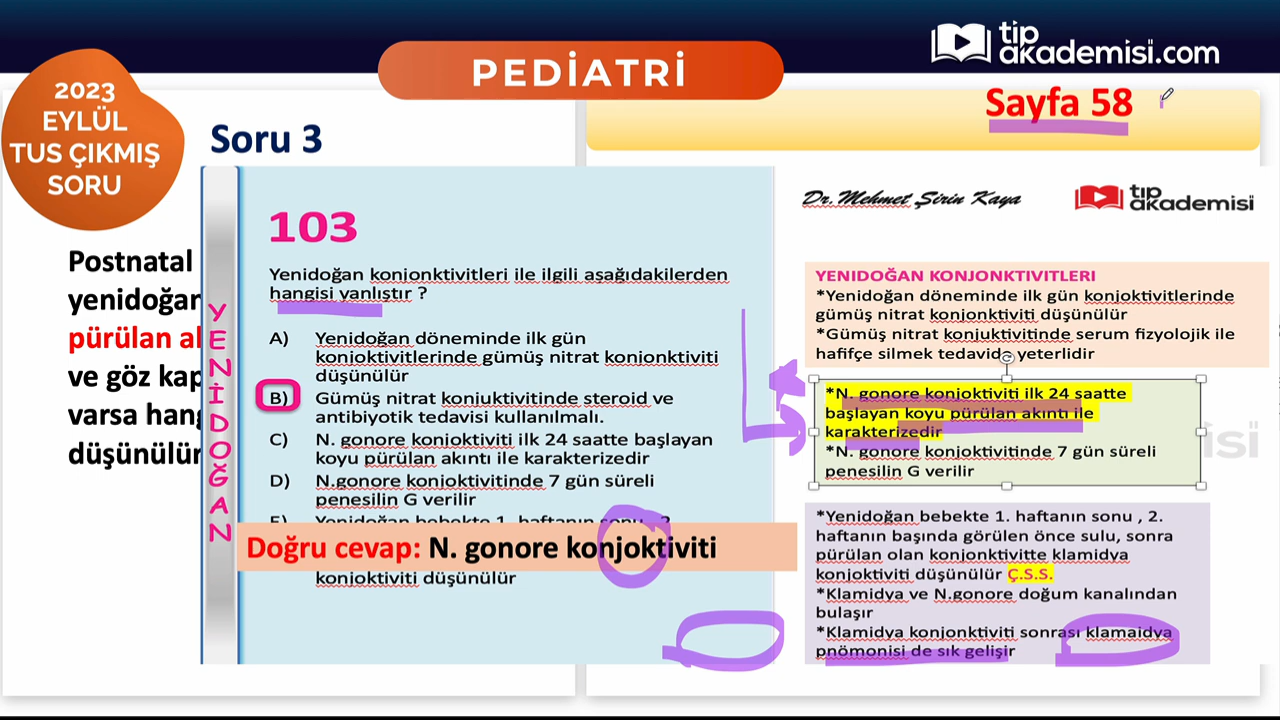 tıp
akademisi.com
PEDİATRİ
2023
EYLÜL
TUS ÇIKMIŞ
SORU
Soru 3
Sayfa 58
Postnatal
yenidoğan
pürülan
ve göz
varsa
düşünülür
YENİDOĞAN
103
Yenidoğan konjonktivitleri ile ilgili aşağıdakilerden
hangisi yanlıştır ?
A) Yenidoğan döneminde ilk gün
konjoktivitlerinde gümüş nitrat konjonktiviti
düşünülür
B) Gümüş nitrat konjuktivitinde steroid ve
antibiyotik tedavisi kullanılmalı.
C) N. gonore konjoktiviti ilk 24 saatte başlayan
koyu pürülan akıntı ile karakterizedir
D) N.gonore konjoktivitinde 7 gün süreli
penesilin G verilir
E) Yenidoğan bebekte 1. haftanın sonu , 2.
Doğru cevap: N. gonore konjoktiviti
konjoktiviti düşünülür
Dr. Mehmet Şirin Kaya
tıp
akademisi
YENİDOĞAN KONJONKTIVITLERI
*Yenidoğan döneminde ilk gün konjoktivitlerinde
gümüş nitrat konjonktiviti düşünülür
*Gümüş nitrat konjuktivitinde serum fizyolojik ile
hafifçe silmek tedavide yeterlidir
*N. gonore konjoktiviti ilk 24 saatte
başlayan koyu pürülan akıntı ile
karakterizedir
*N. gonore konjoktivitinde 7 gün süreli
penesilin G verilir
*Yenidoğan bebekte 1. haftanın sonu , 2.
haftanın başında görülen önce sulu, sonra
pürülan olan konjonktivitte klamidya
konjoktiviti düşünülür Ç.S.S.
*Klamidya ve N.gonore doğum kanalından
bulaşır
*Klamidya konjonktiviti sonrası klamaidya
pnömonisi de sık gelişir